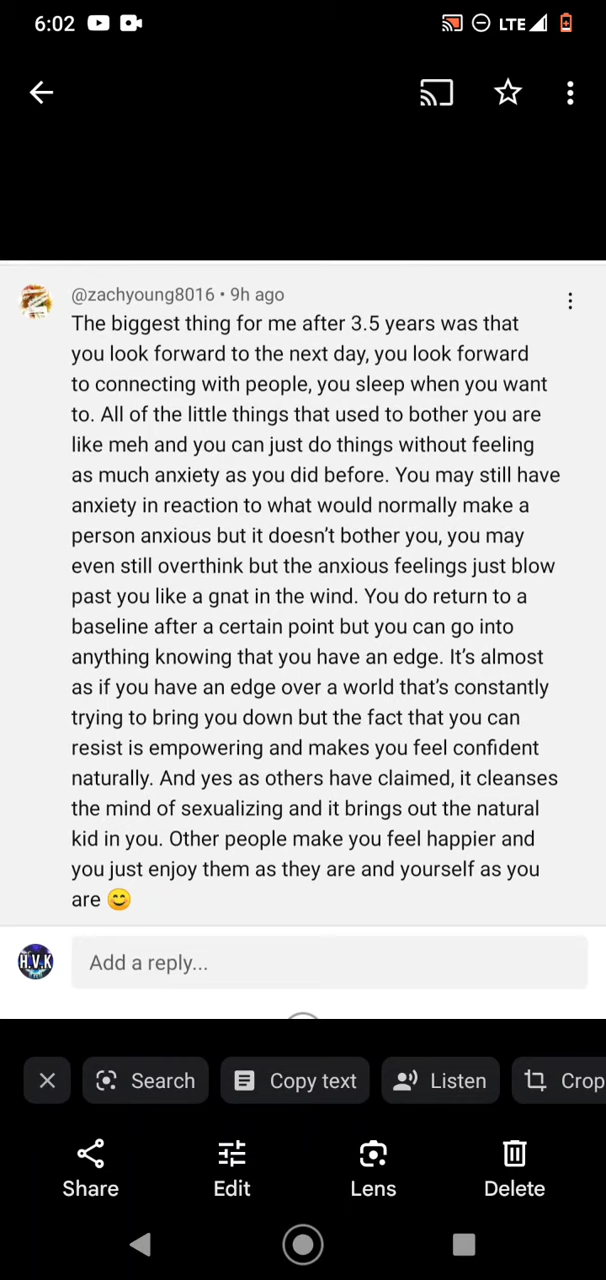 6:02 LTE
@zachyoung8016 • 9h ago
The biggest thing for me after 3.5 years was that
you look forward to the next day, you look forward
to connecting with people, you sleep when you want
to. All of the little things that used to bother you are
like meh and you can just do things without feeling
as much anxiety as you did before. You may still have
anxiety in reaction to what would normally make a
person anxious but it doesn’t bother you, you may
even still overthink but the anxious feelings just blow
past you like a gnat in the wind. You do return to a
baseline after a certain point but you can go into
anything knowing that you have an edge. It’s almost
as if you have an edge over a world that’s constantly
trying to bring you down but the fact that you can
resist is empowering and makes you feel confident
naturally. And yes as others have claimed, it cleanses
the mind of sexualizing and it brings out the natural
kid in you. Other people make you feel happier and
you just enjoy them as they are and yourself as you
are 😊
H.V.K Add a reply...
Search Copy text Listen Crop
Share Edit Lens Delete